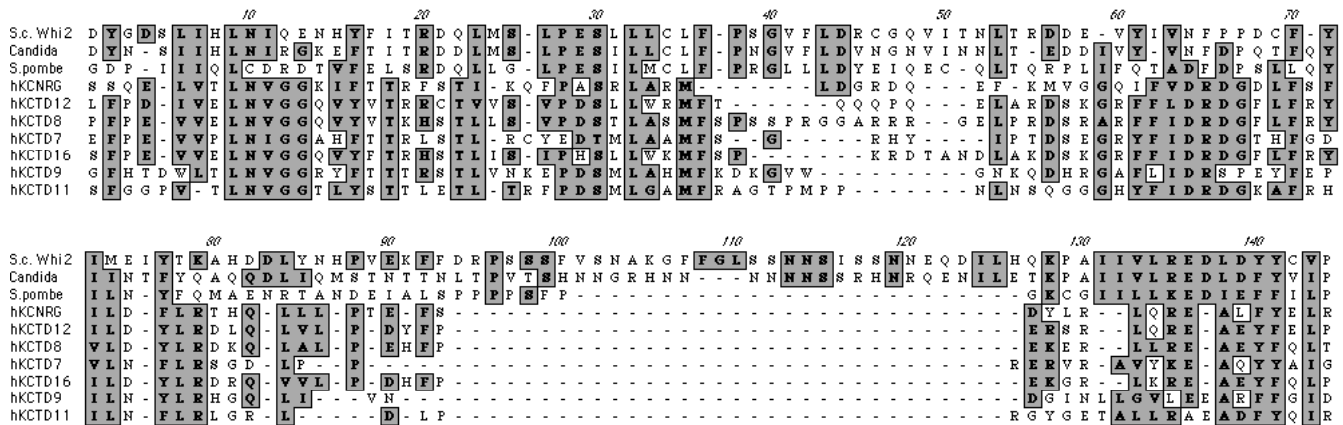 10 20 30 40 50 60 70
S.c. Whi2 D Y G D S L I H L N I Q E N H Y F I T R D Q L M S - L P E S L L L C L F - P S G V F L D R C G Q V I T N L T R D D E - V Y I V N F P P D C F - Y
Candida D Y N - S I I H L N I R G K E F T I T R D D L M S - L P E S I L L C L F - P N G V F L D V N G N V I N N L T - E D D I V Y - V N F D P Q T F - Q Y
S.pombe G D P - I I I Q L C D R D T V F E L S R D Q L L G - L P E S I L M C L F - P R G L L L D Y E I Q E C - Q L T Q R P L I F Q T A D F D P S L L Q Y
hKCNRG S S Q E - L V T L N V G G K I F T T R F S T I - K Q F P A S R L A R M - - - - - - - L D G R D Q - - - E F - K M V G G Q I F V D R D G D L F S F
hKCTD12 L F P D - I V E L N V G G Q V Y V T R R C T V V S - V P D S L L W R M F T - - - - - - Q Q Q P Q - - E L A R D S K G R F F L D R D G F L F R Y
hKCTD8 P F P E - V V E L N V G G Q V Y V T K H S T L L S - V P D S T L A S M F S P S S P R G G A R R R - G E L P R D S R A R F F I D R D G F L F R Y
hKCTD7 E F P E - V V P L N I G G A H F T T R L S T L - R C Y E D T M L A A M F S - G - - - - - R H Y - - I P T D S E G R Y F I D R D G T H F G D
hKCTD16 S F P E - V V E L N V G G Q V Y F T R H S T L I S - I P H S L L W K M F S P - - - - - K R D T A N D L A K D S K G R F F I D R D G F L F R Y
hKCTD9 G F H T D W L T L N V G G R Y F T T T R S T L V N K E P D S M L A H M F K D K G V W - - - - - G N K Q D H R G A F L I D R S P E Y F E P
hKCTD11 S F G G P V - T L N V G G T L Y S T T L E T L - T R F P D S M L G A M F R A G T P M P P - - - - - N L N S Q G G G H Y F I D R D G K A F R H
80 90 100 110 120 130 140
S.c. Whi2 I M E I Y T K A H D D L Y N H P V E K F F D R P S S S F V S N A K G F F G L S S N N S I S S N N E Q D I L H Q K P A I I V L R E D L D Y Y C V P
Candida I I N T F Y Q A Q Q D L I Q M S T N T T N L T P V T S H N N G R H N N - - N N N N S S R H N R Q E N I L E T K P A I I V L R E D L D Y Y V I P
S.pombe I L N - Y F Q M A E N R T A N D E I A L S P P P P S F P - - - - - - - - - - - - - - - - - - - - - - - - - - G K C G I I L L K E D I E F F I L P
hKCNRG I L D - F L R T H Q - L L L - P T E - F S - - - - - - - - - - - - - - - - - - - - - - - - - - - - - - - - - D Y L R - - L Q R E - A L F Y E L R
hKCTD12 I L D - Y L R D L Q - L V L - P - D Y F P - - - - - - - - - - - - - - - - - - - - - - - - - - - - - - - - - E R S R - - L Q R E - A E Y F E L P
hKCTD8 V L D - Y L R D K Q - L A L - P - E H F P - - - - - - - - - - - - - - - - - - - - - - - - - - - - - - - - - E K E R - - L L R E - A E Y F Q L T
hKCTD7 V L N - F L R S G D - L P - - P - - - - - - - - - - - - - - - - - - - - - - - - - - - - - - - - - - - - - R E R V R - A V Y K E - A Q Y Y A I G
hKCTD16 I L D - Y L R D R Q - V V L - P - D H F P - - - - - - - - - - - - - - - - - - - - - - - - - - - - - - - - - E K G R - - L K R E - A E Y F Q L P
hKCTD9 I L N - Y L R H G Q - L I - - V N - - - - - - - - - - - - - - - - - - - - - - - - - - - - - - - - - - - - - D G I N L L G V L E E A R F F G I D
hKCTD11 I L N - F L R L G R - L - - - - D - L P - - - - - - - - - - - - - - - - - - - - - - - - - - - - - - - - - R G Y G E T A L L R A E A D F Y Q I R